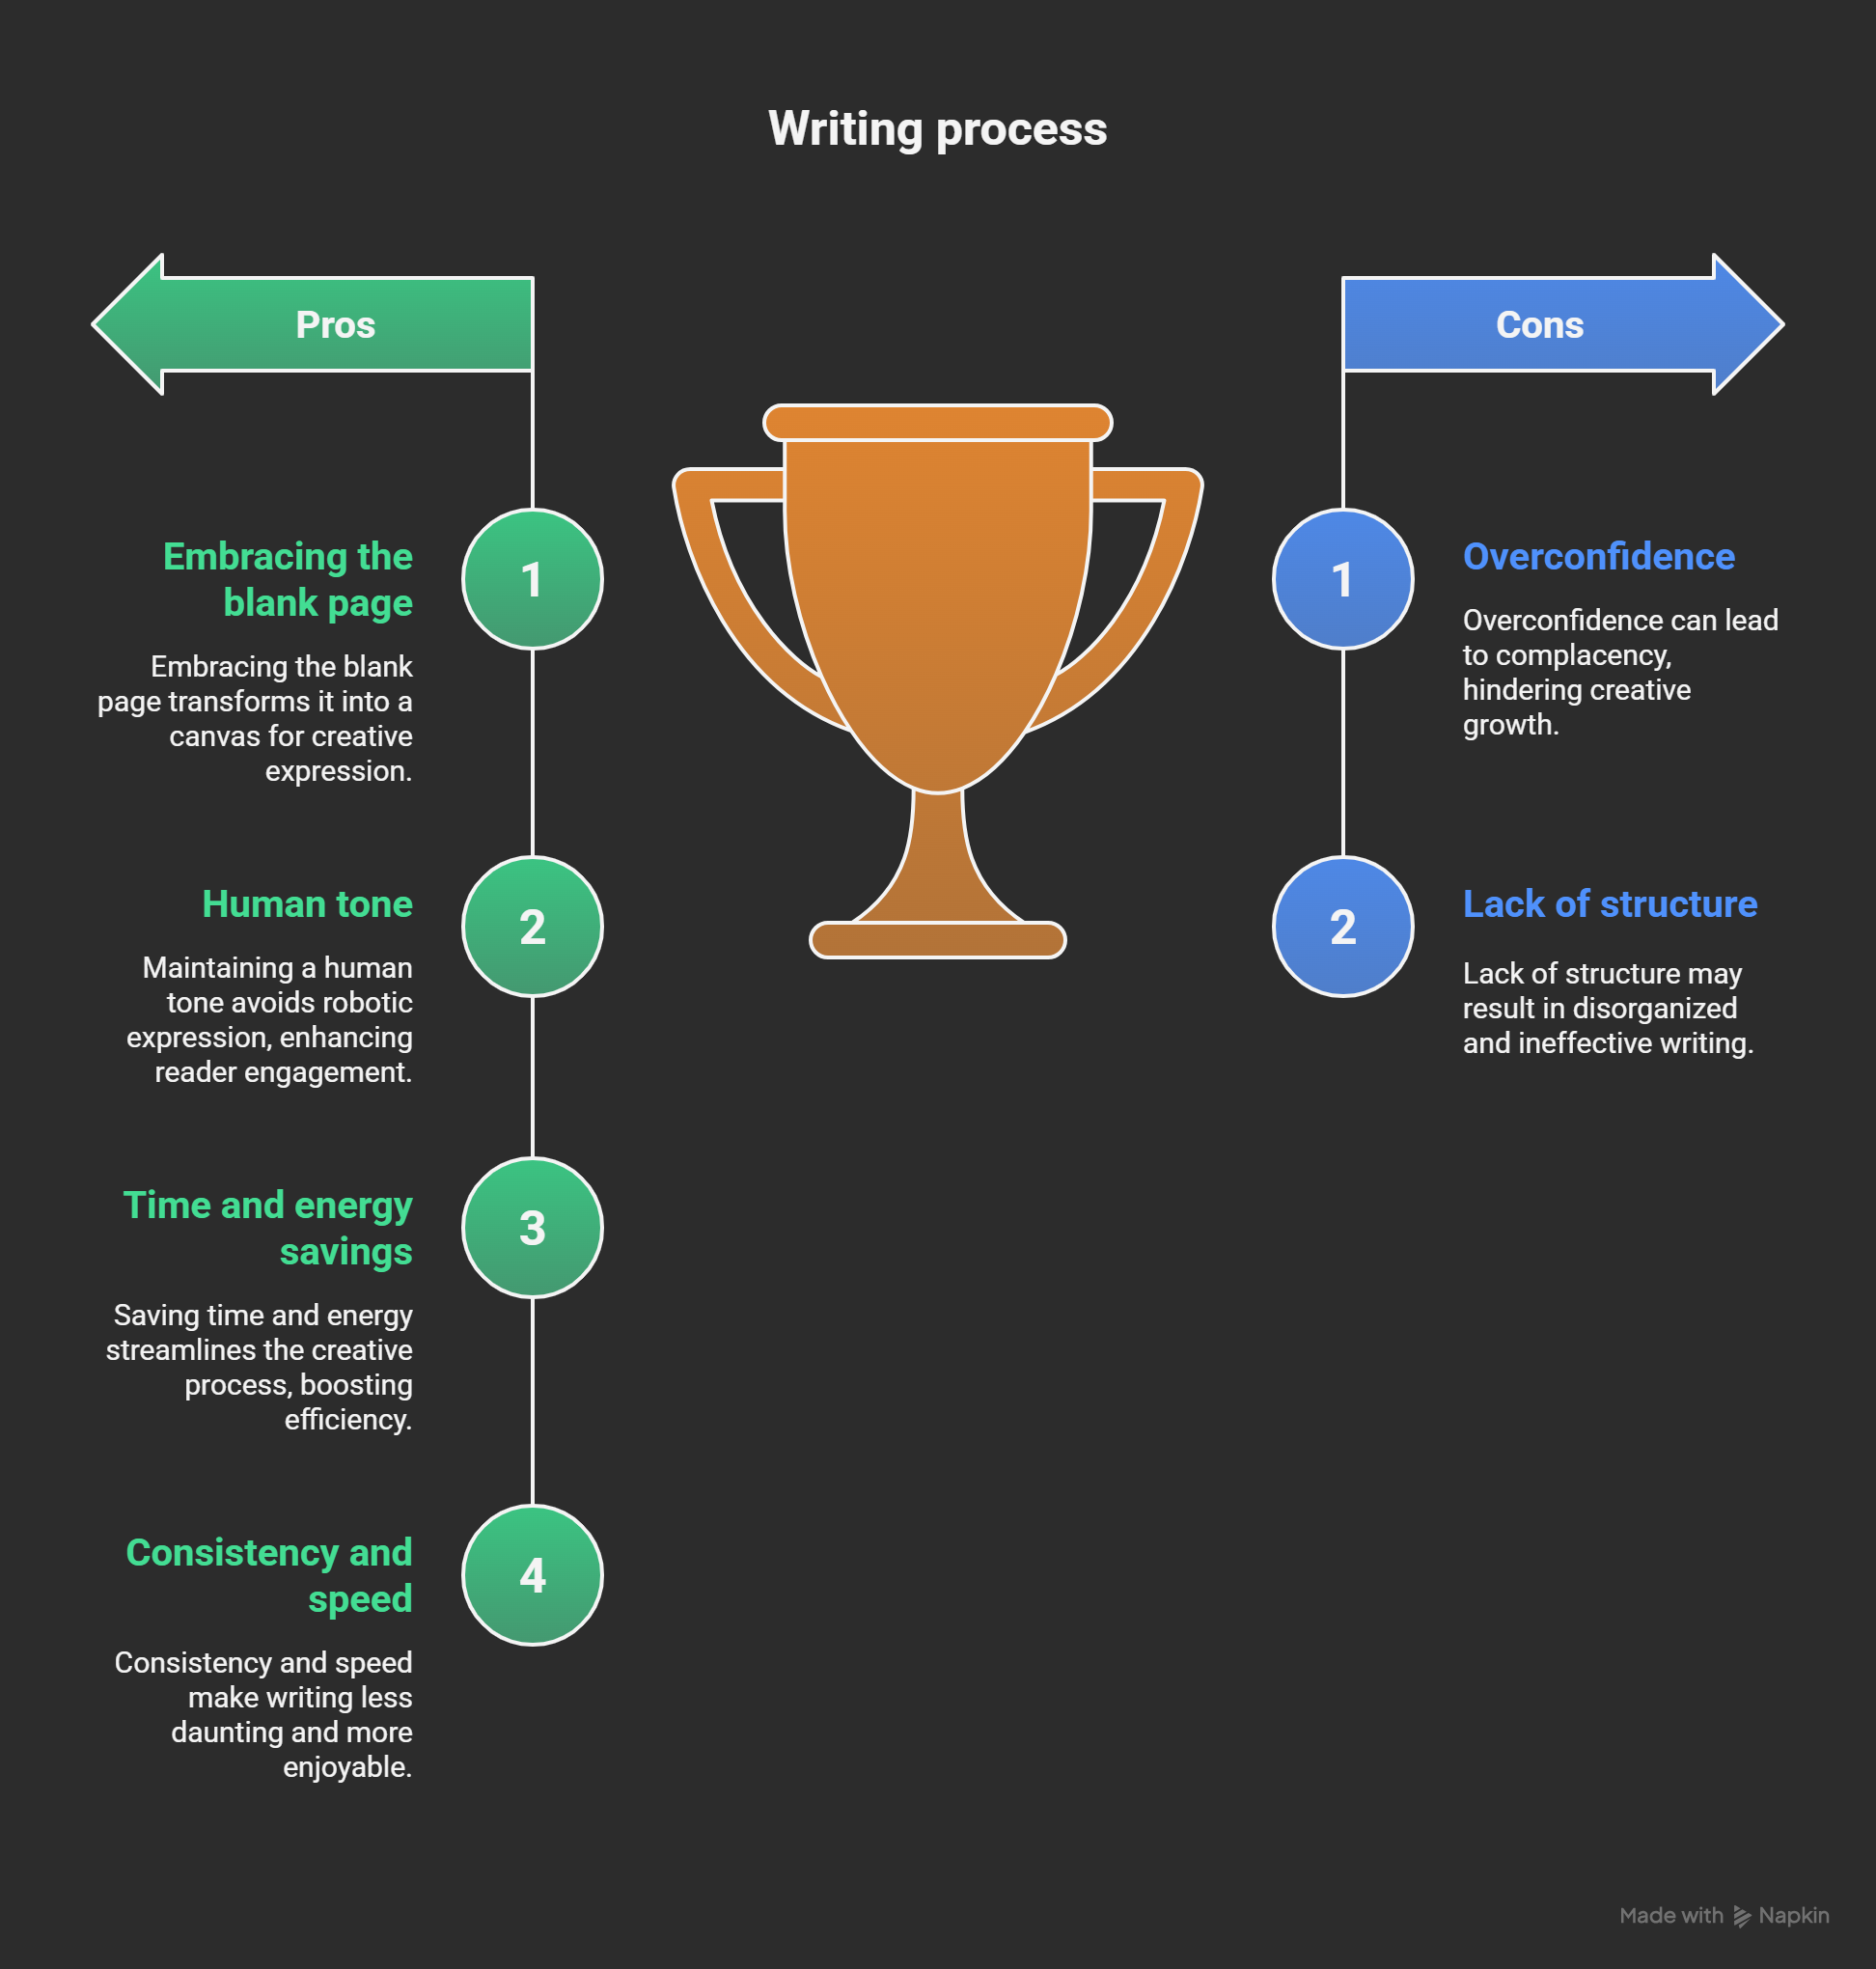 Writing process
Pros
1
Embracing the
blank page
Embracing the blank
page transforms it into a
canvas for creative
expression.
2
Human tone
Maintaining a human
tone avoids robotic
expression, enhancing
reader engagement.
3
Time and energy
savings
Saving time and energy
streamlines the creative
process, boosting
efficiency.
4
Consistency and
speed
Consistency and speed
make writing less
daunting and more
enjoyable.
Cons
1
Overconfidence
Overconfidence can lead
to complacency,
hindering creative
growth.
2
Lack of structure
Lack of structure may
result in disorganized
and ineffective writing.
Made with Napkin